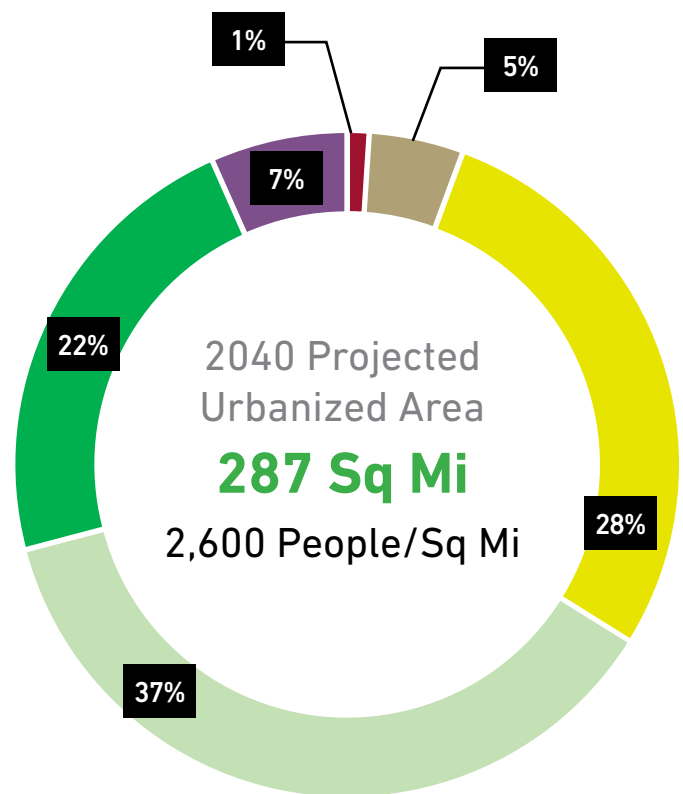 1%
5%
7%
22%
2040 Projected
Urbanized Area
287 Sq Mi
2,600 People/Sq Mi
28%
37%